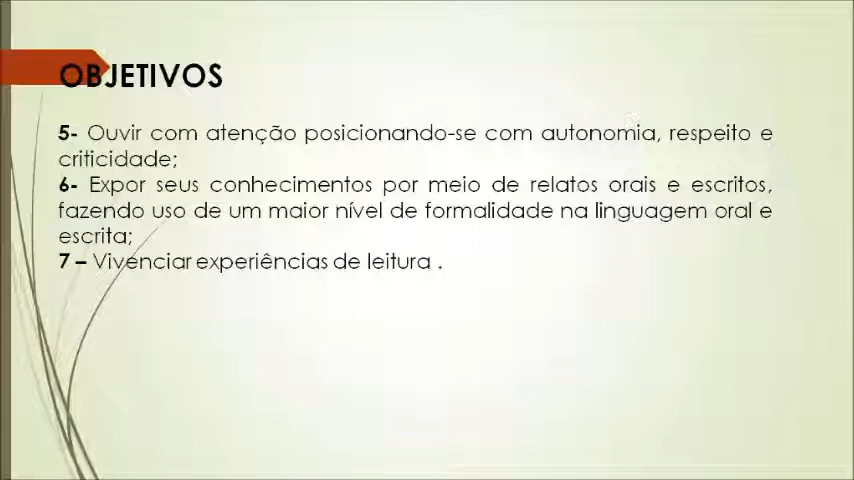 OBJETIVOS
5- Ouvir com atenção posicionando-se com autonomia, respeito e
criticidade;
6- Expor seus conhecimentos por meio de relatos orais e escritos,
fazendo uso de um maior nível de formalidade na linguagem oral e
escrita;
7 – Vivenciar experiências de leitura .